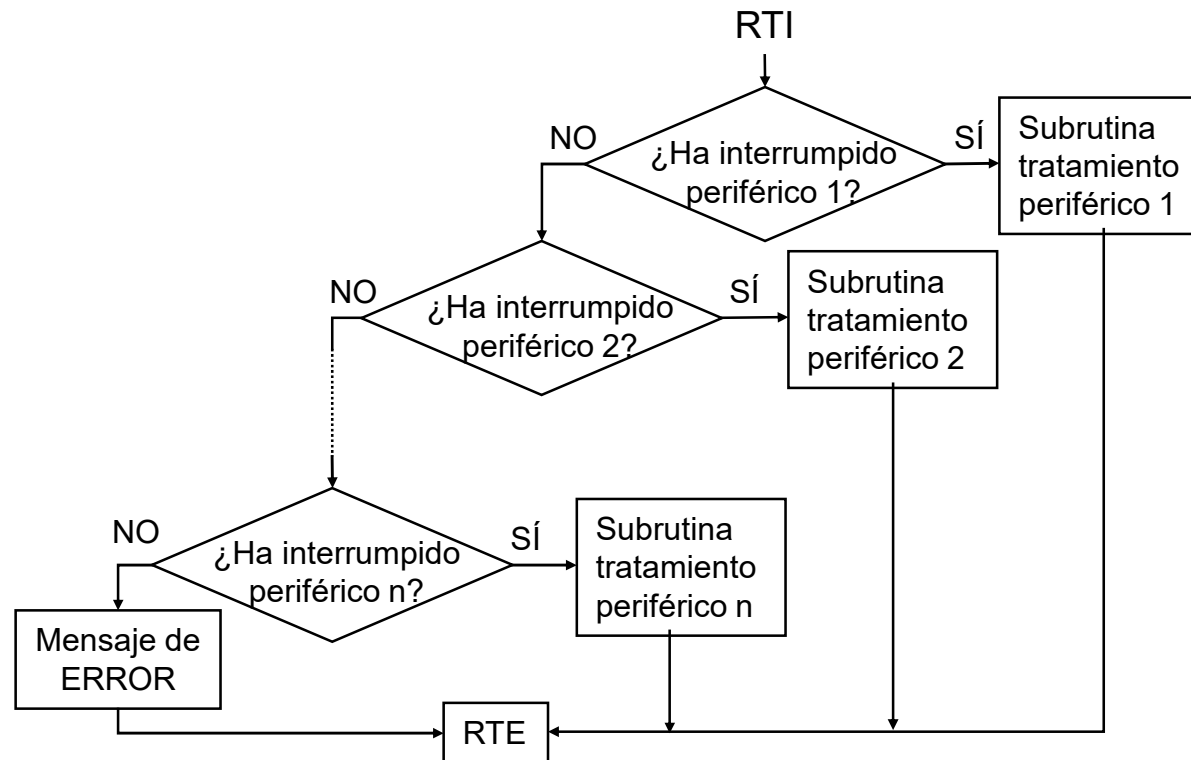 RTI
NO
¿Ha interrumpido
periférico 1?
SÍ
Subrutina
tratamiento
periférico 1
NO
¿Ha interrumpido
periférico 2?
SÍ
Subrutina
tratamiento
periférico 2
NO
¿Ha interrumpido
periférico n?
SÍ
Subrutina
tratamiento
periférico n
Mensaje de
ERROR
RTE